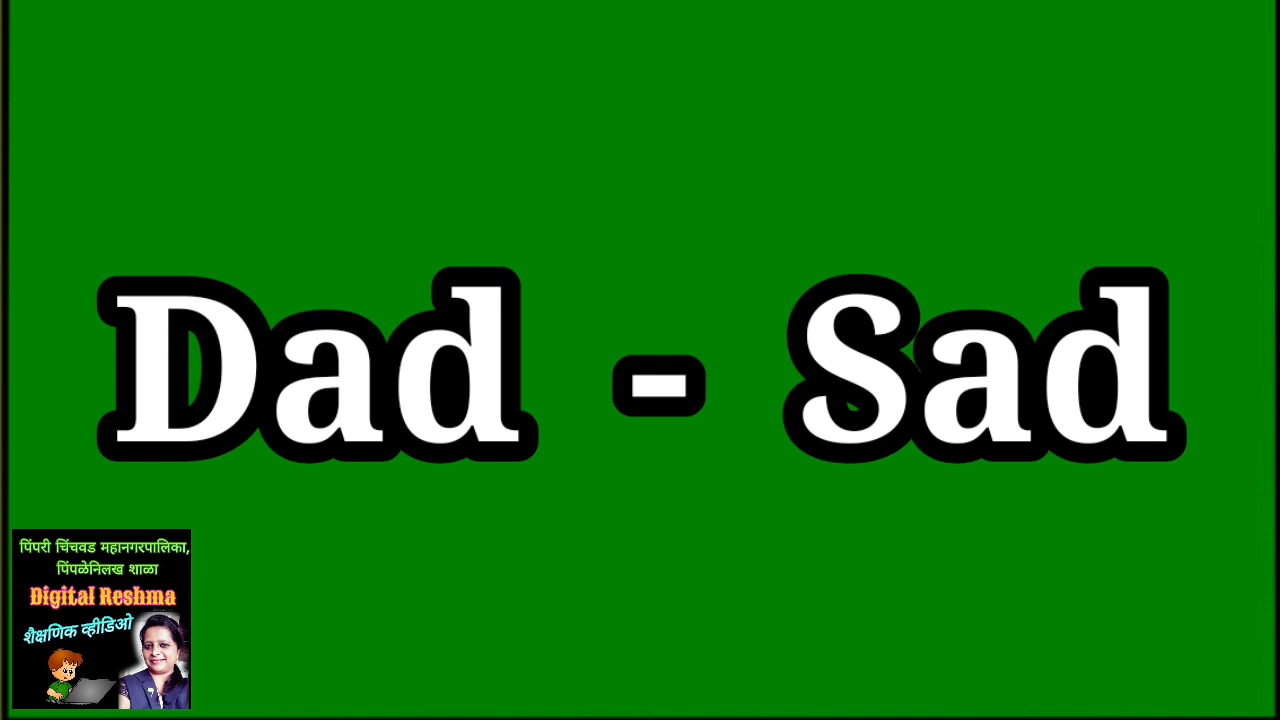 Dad - Sad
पिंपरी चिंचवड महानगरपालिका,
पिंपळेनिलख शाळा
Digital Reshma
शैक्षणिक व्हीडिओ